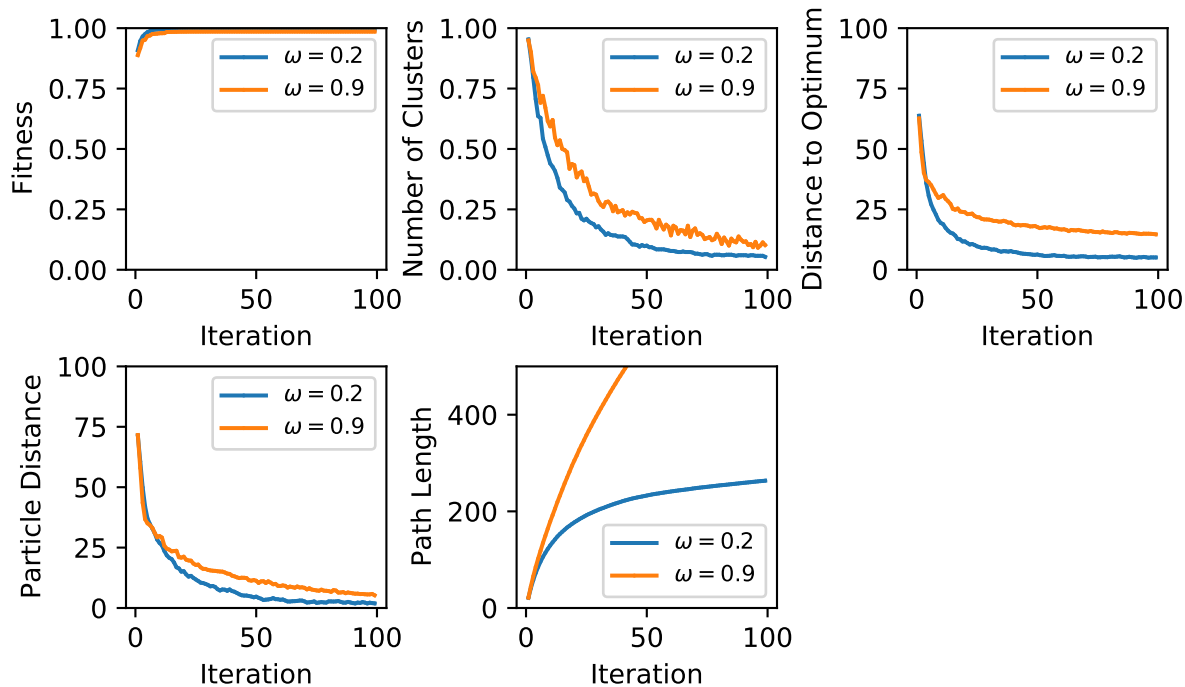 Fitness
1.00
0.75
0.50
0.25
0.00
0
50
100
Iteration
ω = 0.2
ω = 0.9
Number of Clusters
1.00
0.75
0.50
0.25
0.00
0
50
100
Iteration
ω = 0.2
ω = 0.9
Distance to Optimum
100
75
50
25
0
0
50
100
Iteration
ω = 0.2
ω = 0.9
Particle Distance
100
75
50
25
0
0
50
100
Iteration
ω = 0.2
ω = 0.9
Path Length
400
200
0
0
50
100
Iteration
ω = 0.2
ω = 0.9